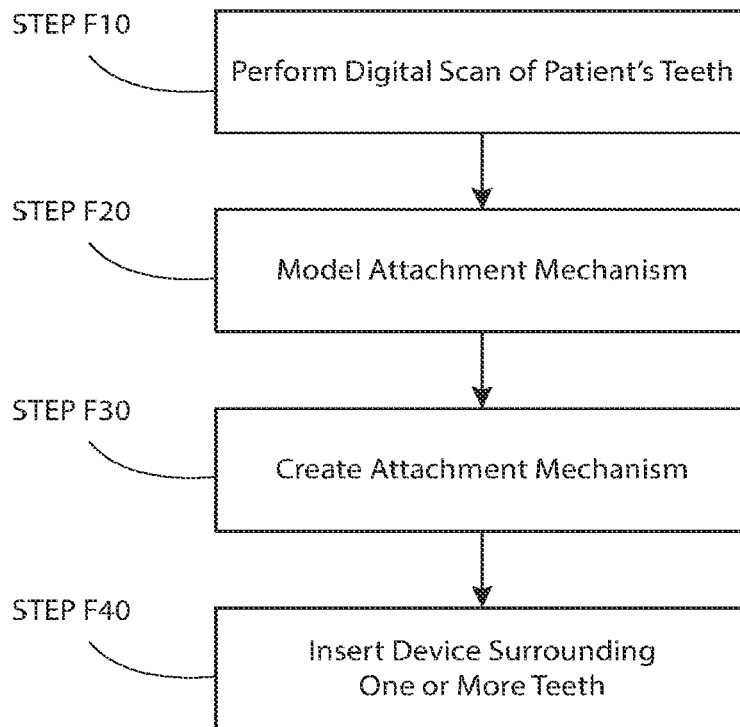 STEP F10
Perform Digital Scan of Patient's Teeth
STEP F20
Model Attachment Mechanism
STEP F30
Create Attachment Mechanism
STEP F40
Insert Device Surrounding
One or More Teeth